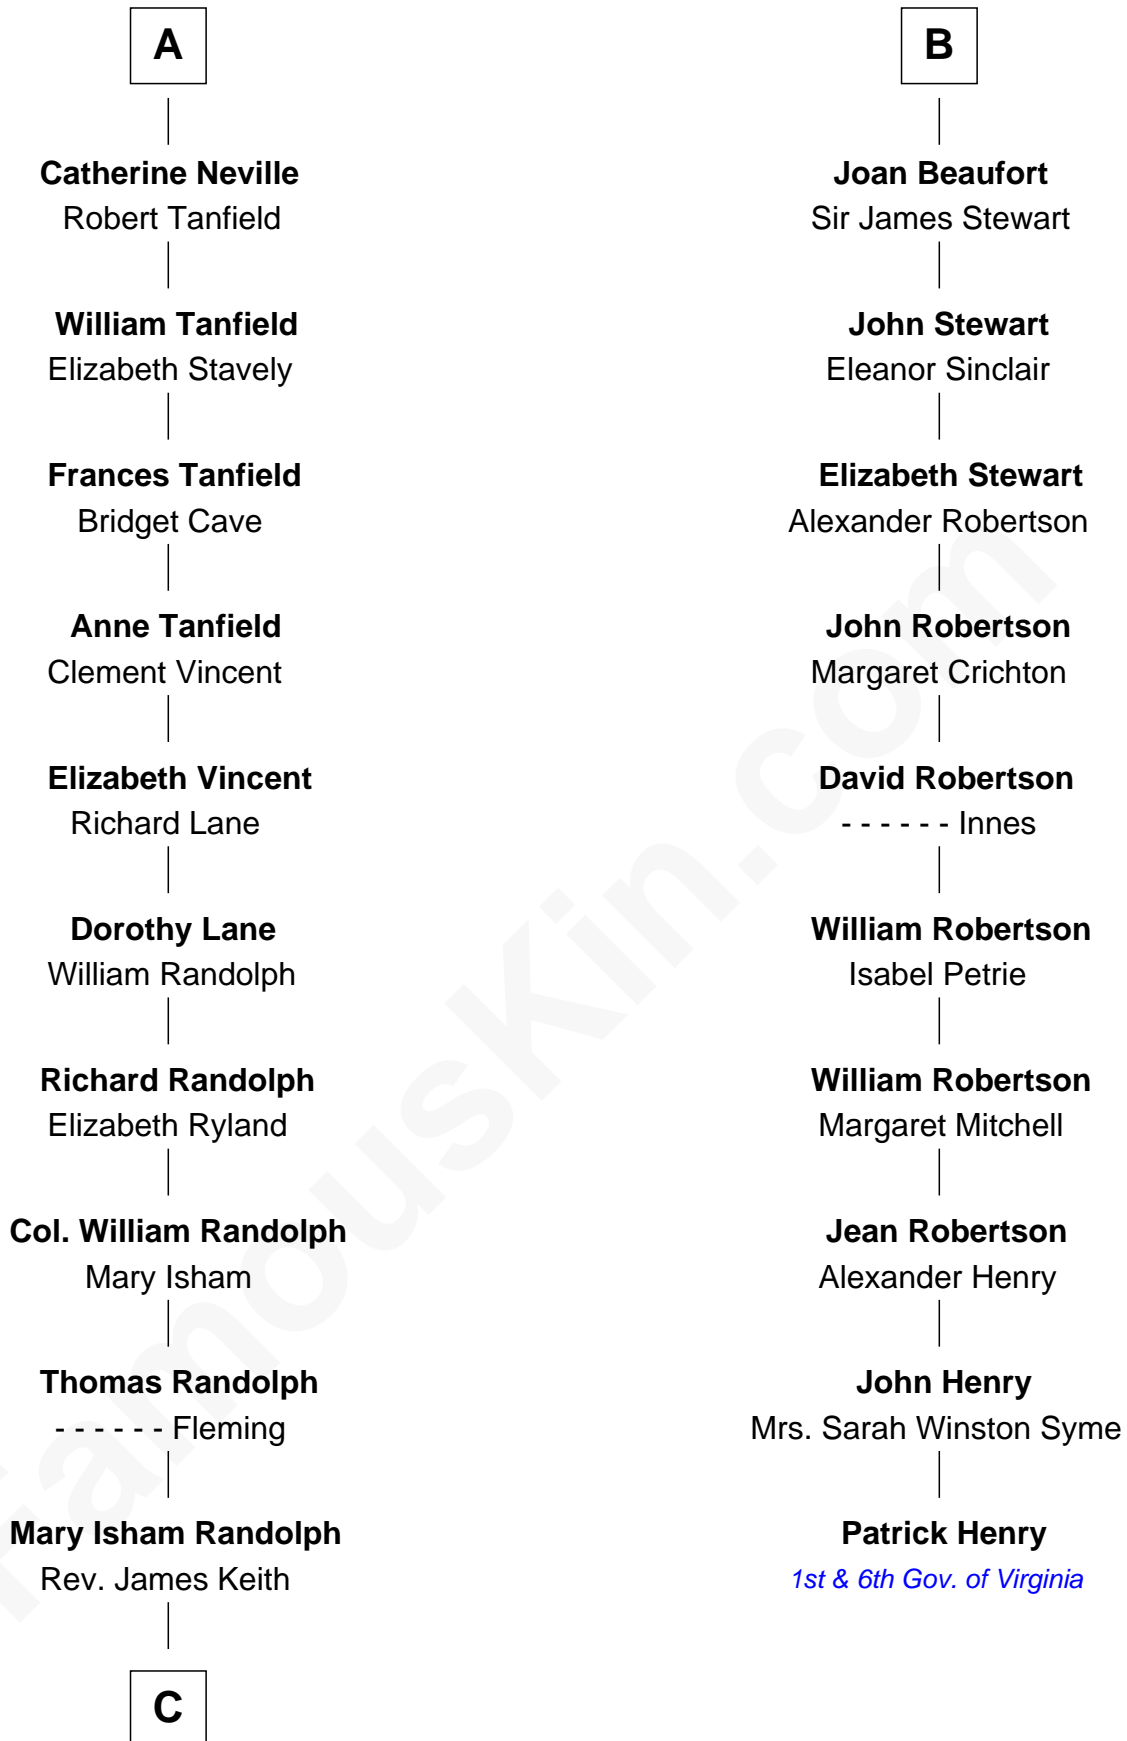 A
Catherine Neville
Robert Tanfield
William Tanfield
Elizabeth Stavely
Frances Tanfield
Bridget Cave
Anne Tanfield
Clement Vincent
Elizabeth Vincent
Richard Lane
Dorothy Lane
William Randolph
Richard Randolph
Elizabeth Ryland
Col. William Randolph
Mary Isham
Thomas Randolph
- - - - - - Fleming
Mary Isham Randolph
Rev. James Keith
C
B
Joan Beaufort
Sir James Stewart
John Stewart
Eleanor Sinclair
Elizabeth Stewart
Alexander Robertson
John Robertson
Margaret Crichton
David Robertson
- - - - - - Innes
William Robertson
Isabel Petrie
William Robertson
Margaret Mitchell
Jean Robertson
Alexander Henry
John Henry
Mrs. Sarah Winston Syme
Patrick Henry
1st & 6th Gov. of Virginia
FamousKin.com